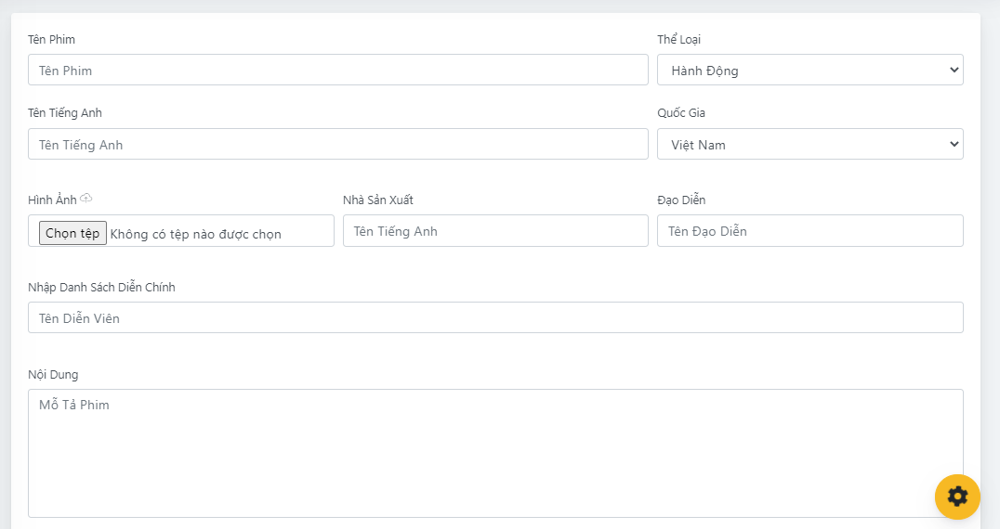 Tên Phim
Thể Loại
Tên Phim
Hành Động
Tên Tiếng Anh
Quốc Gia
Tên Tiếng Anh
Việt Nam
Hình Ảnh
Nhà Sản Xuất
Đạo Diễn
Chọn tệp Không có tệp nào được chọn
Tên Tiếng Anh
Tên Đạo Diễn
Nhập Danh Sách Diễn Chính
Tên Diễn Viên
Nội Dung
Mỗ Tả Phim